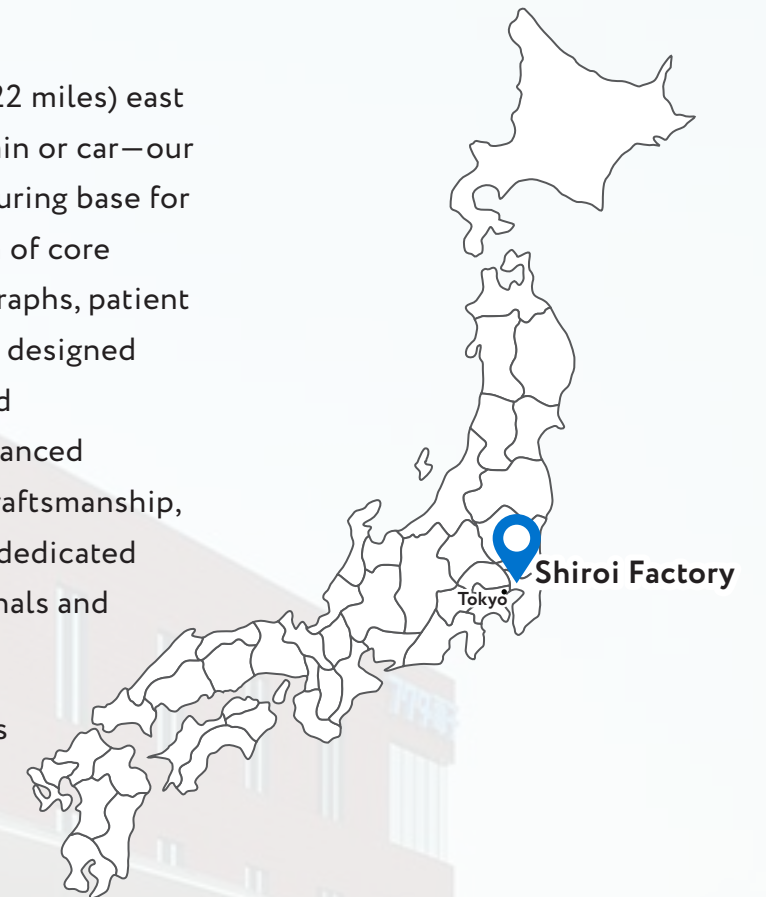 22 miles) east
in or car—our
uring base for
of core
raphs, patient
designed
d
anced
aftsmanship,
dedicated
nals and
s
Shiroi Factory
Tokyo